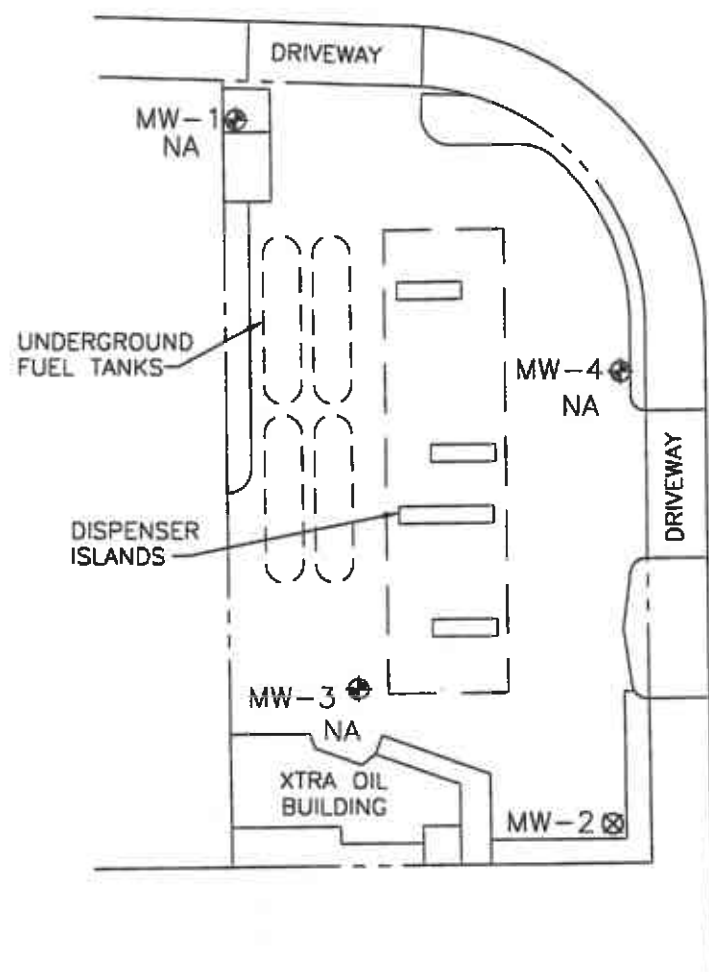 DRIVEWAY
MW-1
NA
UNDERGROUND
FUEL TANKS
MW-4
NA
DRIVEWAY
DISPENSER
ISLANDS
MW-3
NA
XTRA OIL
BUILDING
MW-2